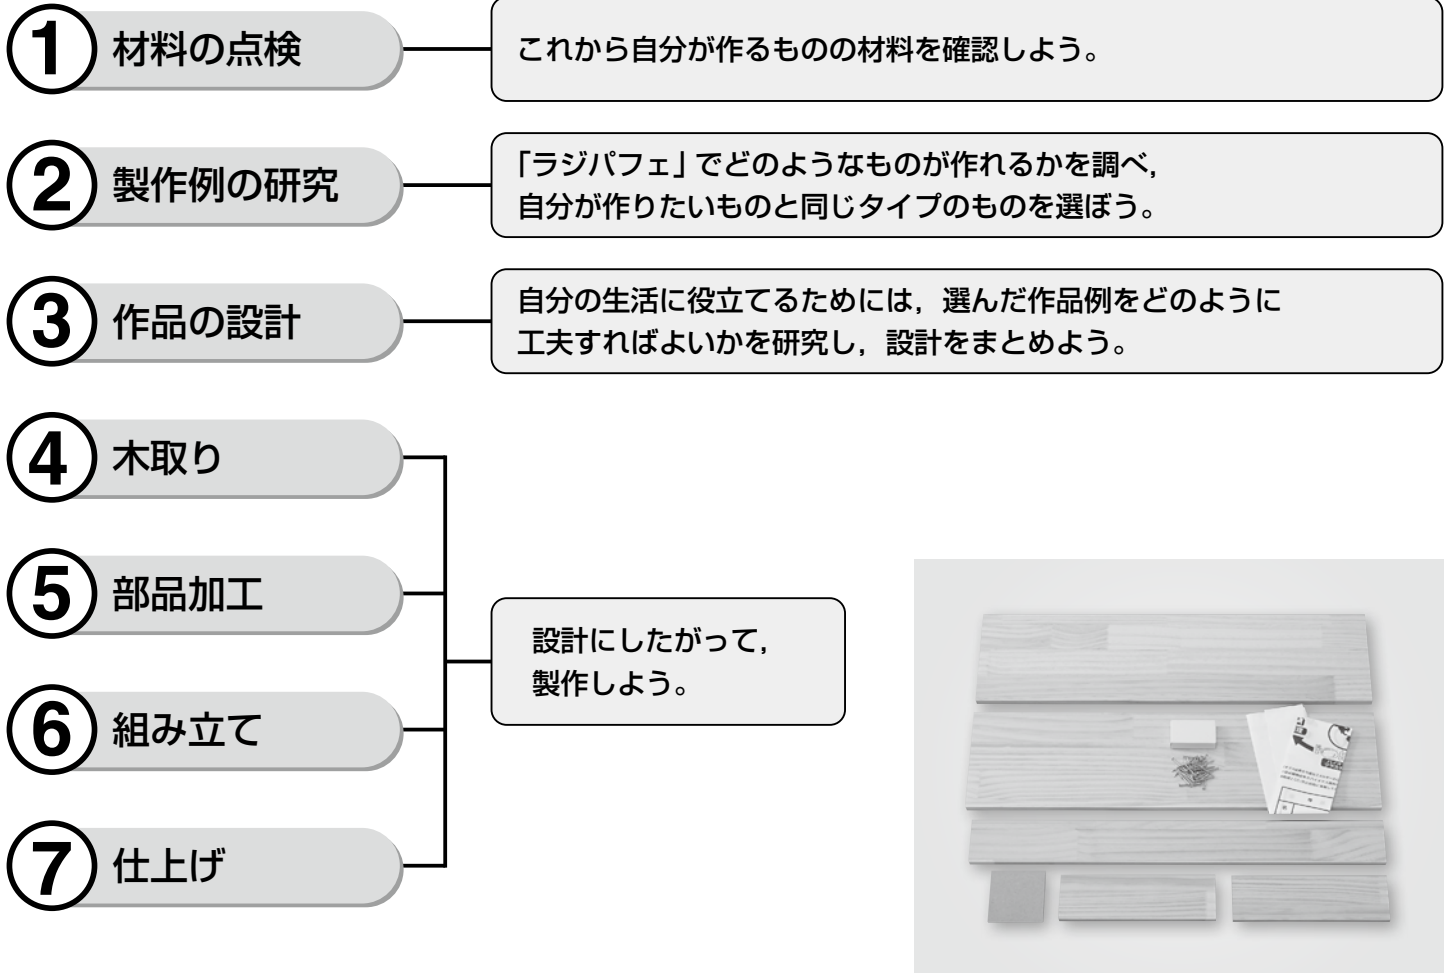 1 材料の点検
これから自分が作るものの材料を確認しよう。
2 製作例の研究
「ラジパフェ」でどのようなものが作れるかを調べ,
自分が作りたいものと同じタイプのものを選ぼう。
3 作品の設計
自分の生活に役立てるためには，選んだ作品例をどのように
工夫すればよいかを研究し，設計をまとめよう。
4 木取り
5 部品加工
6 組み立て
7 仕上げ
設計にしたがって,
製作しよう。